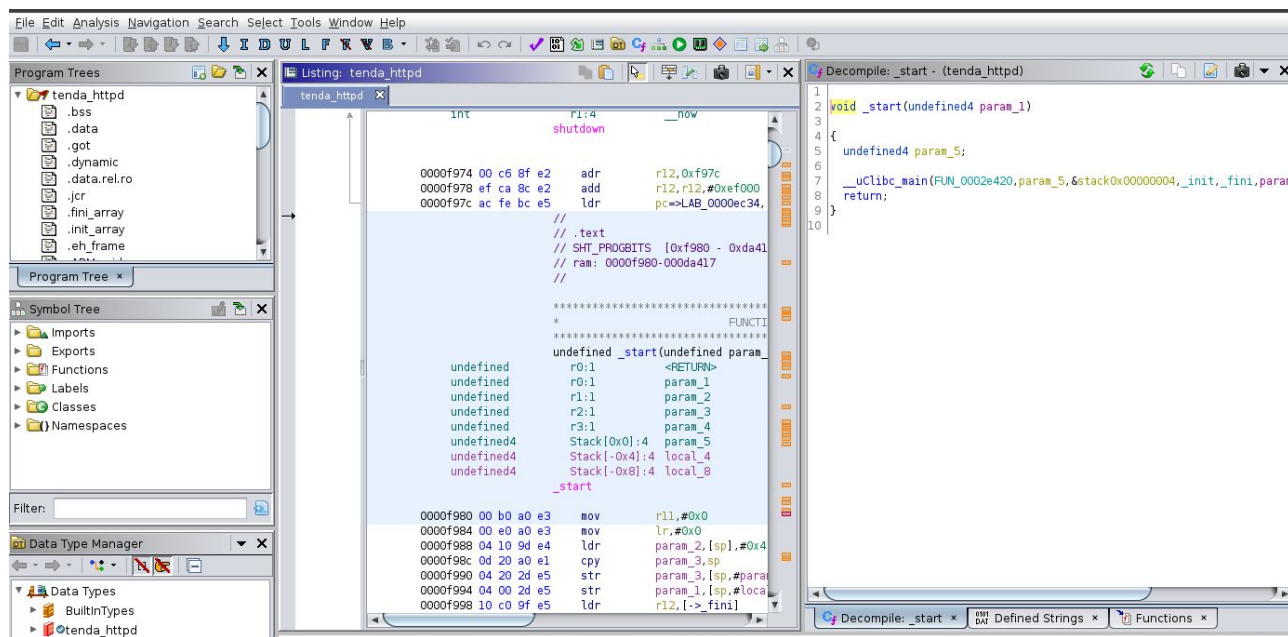 File Edit Analysis Navigation Search Select Tools Window Help
I D U L F R V B
Program Trees
tenda_httpd
.bss
.data
.got
.dynamic
.data.rel.ro
.jcr
.fini_array
.init_array
.eh_frame
Program Tree ×
Symbol Tree
Imports
Exports
Functions
Labels
Classes
Namespaces
Filter:
Data Type Manager
Data Types
BuiltInTypes
tenda_httpd
Listing: tenda_httpd
tenda_httpd
int r1:4 __now
shutdown
0000f974 00 c6 8f e2 adr r12,0xf97c
0000f978 ef ca 8c e2 add r12,r12,#0xef000
0000f97c ac fe bc e5 ldr pc=>LAB_0000ec34,
//
// .text
// SHT_PROGBITS [0xf980 - 0xda41
// ram: 0000f980-000da417
//
*********************************
* FUNCTI
*********************************
undefined _start(undefined param_
undefined r0:1 <RETURN>
undefined r0:1 param_1
undefined r1:1 param_2
undefined r2:1 param_3
undefined r3:1 param_4
undefined4 Stack[0x0]:4 param_5
undefined4 Stack[-0x4]:4 local_4
undefined4 Stack[-0x8]:4 local_8
_start
0000f980 00 b0 a0 e3 mov r11,#0x0
0000f984 00 e0 a0 e3 mov lr,#0x0
0000f988 04 10 9d e4 ldr param_2,[sp],#0x4
0000f98c 0d 20 a0 e1 cpy param_3,sp
0000f990 04 20 2d e5 str param_3,[sp,#para
0000f994 04 00 2d e5 str param_1,[sp,#loca
0000f998 10 c0 9f e5 ldr r12,[->_fini]
Decompile: _start - (tenda_httpd)
1
2 void _start(undefined4 param_1)
3
4 {
5 undefined4 param_5;
6
7 __uClibc_main(FUN_0002e420,param_5,&stack0x00000004,_init,_fini,para
8 return;
9 }
10
Decompile: _start × Defined Strings × Functions ×